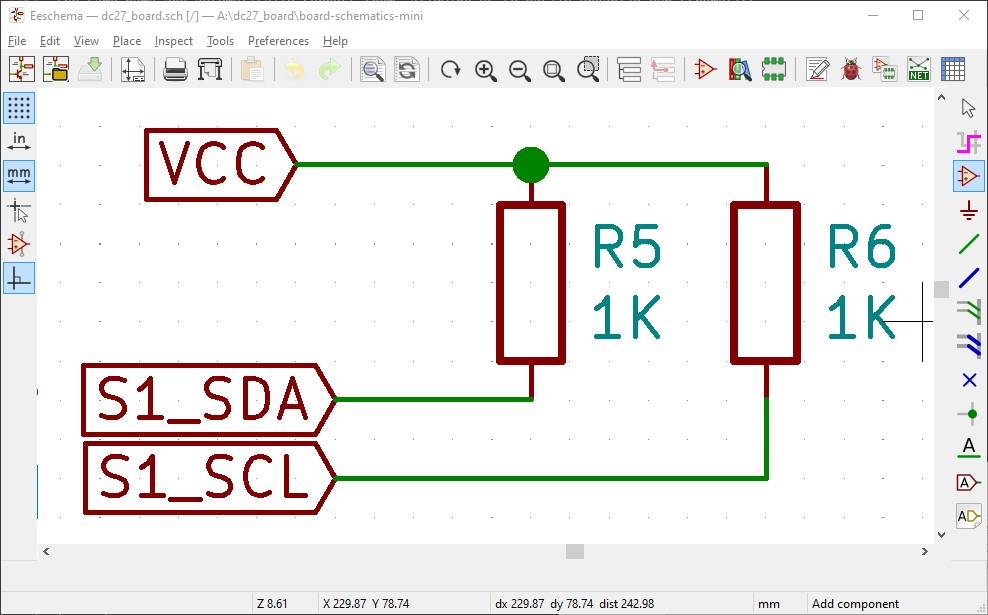 Eeschema — dc27_board.sch [/] — A:\dc27_board\board-schematics-mini
File Edit View Place Inspect Tools Preferences Help
NET
in
mm
VCC
R5
1K
R6
1K
S1_SDA
S1_SCL
A
A
AD
Z 8.61 X 229.87 Y 78.74 dx 229.87 dy 78.74 dist 242.98 mm Add component